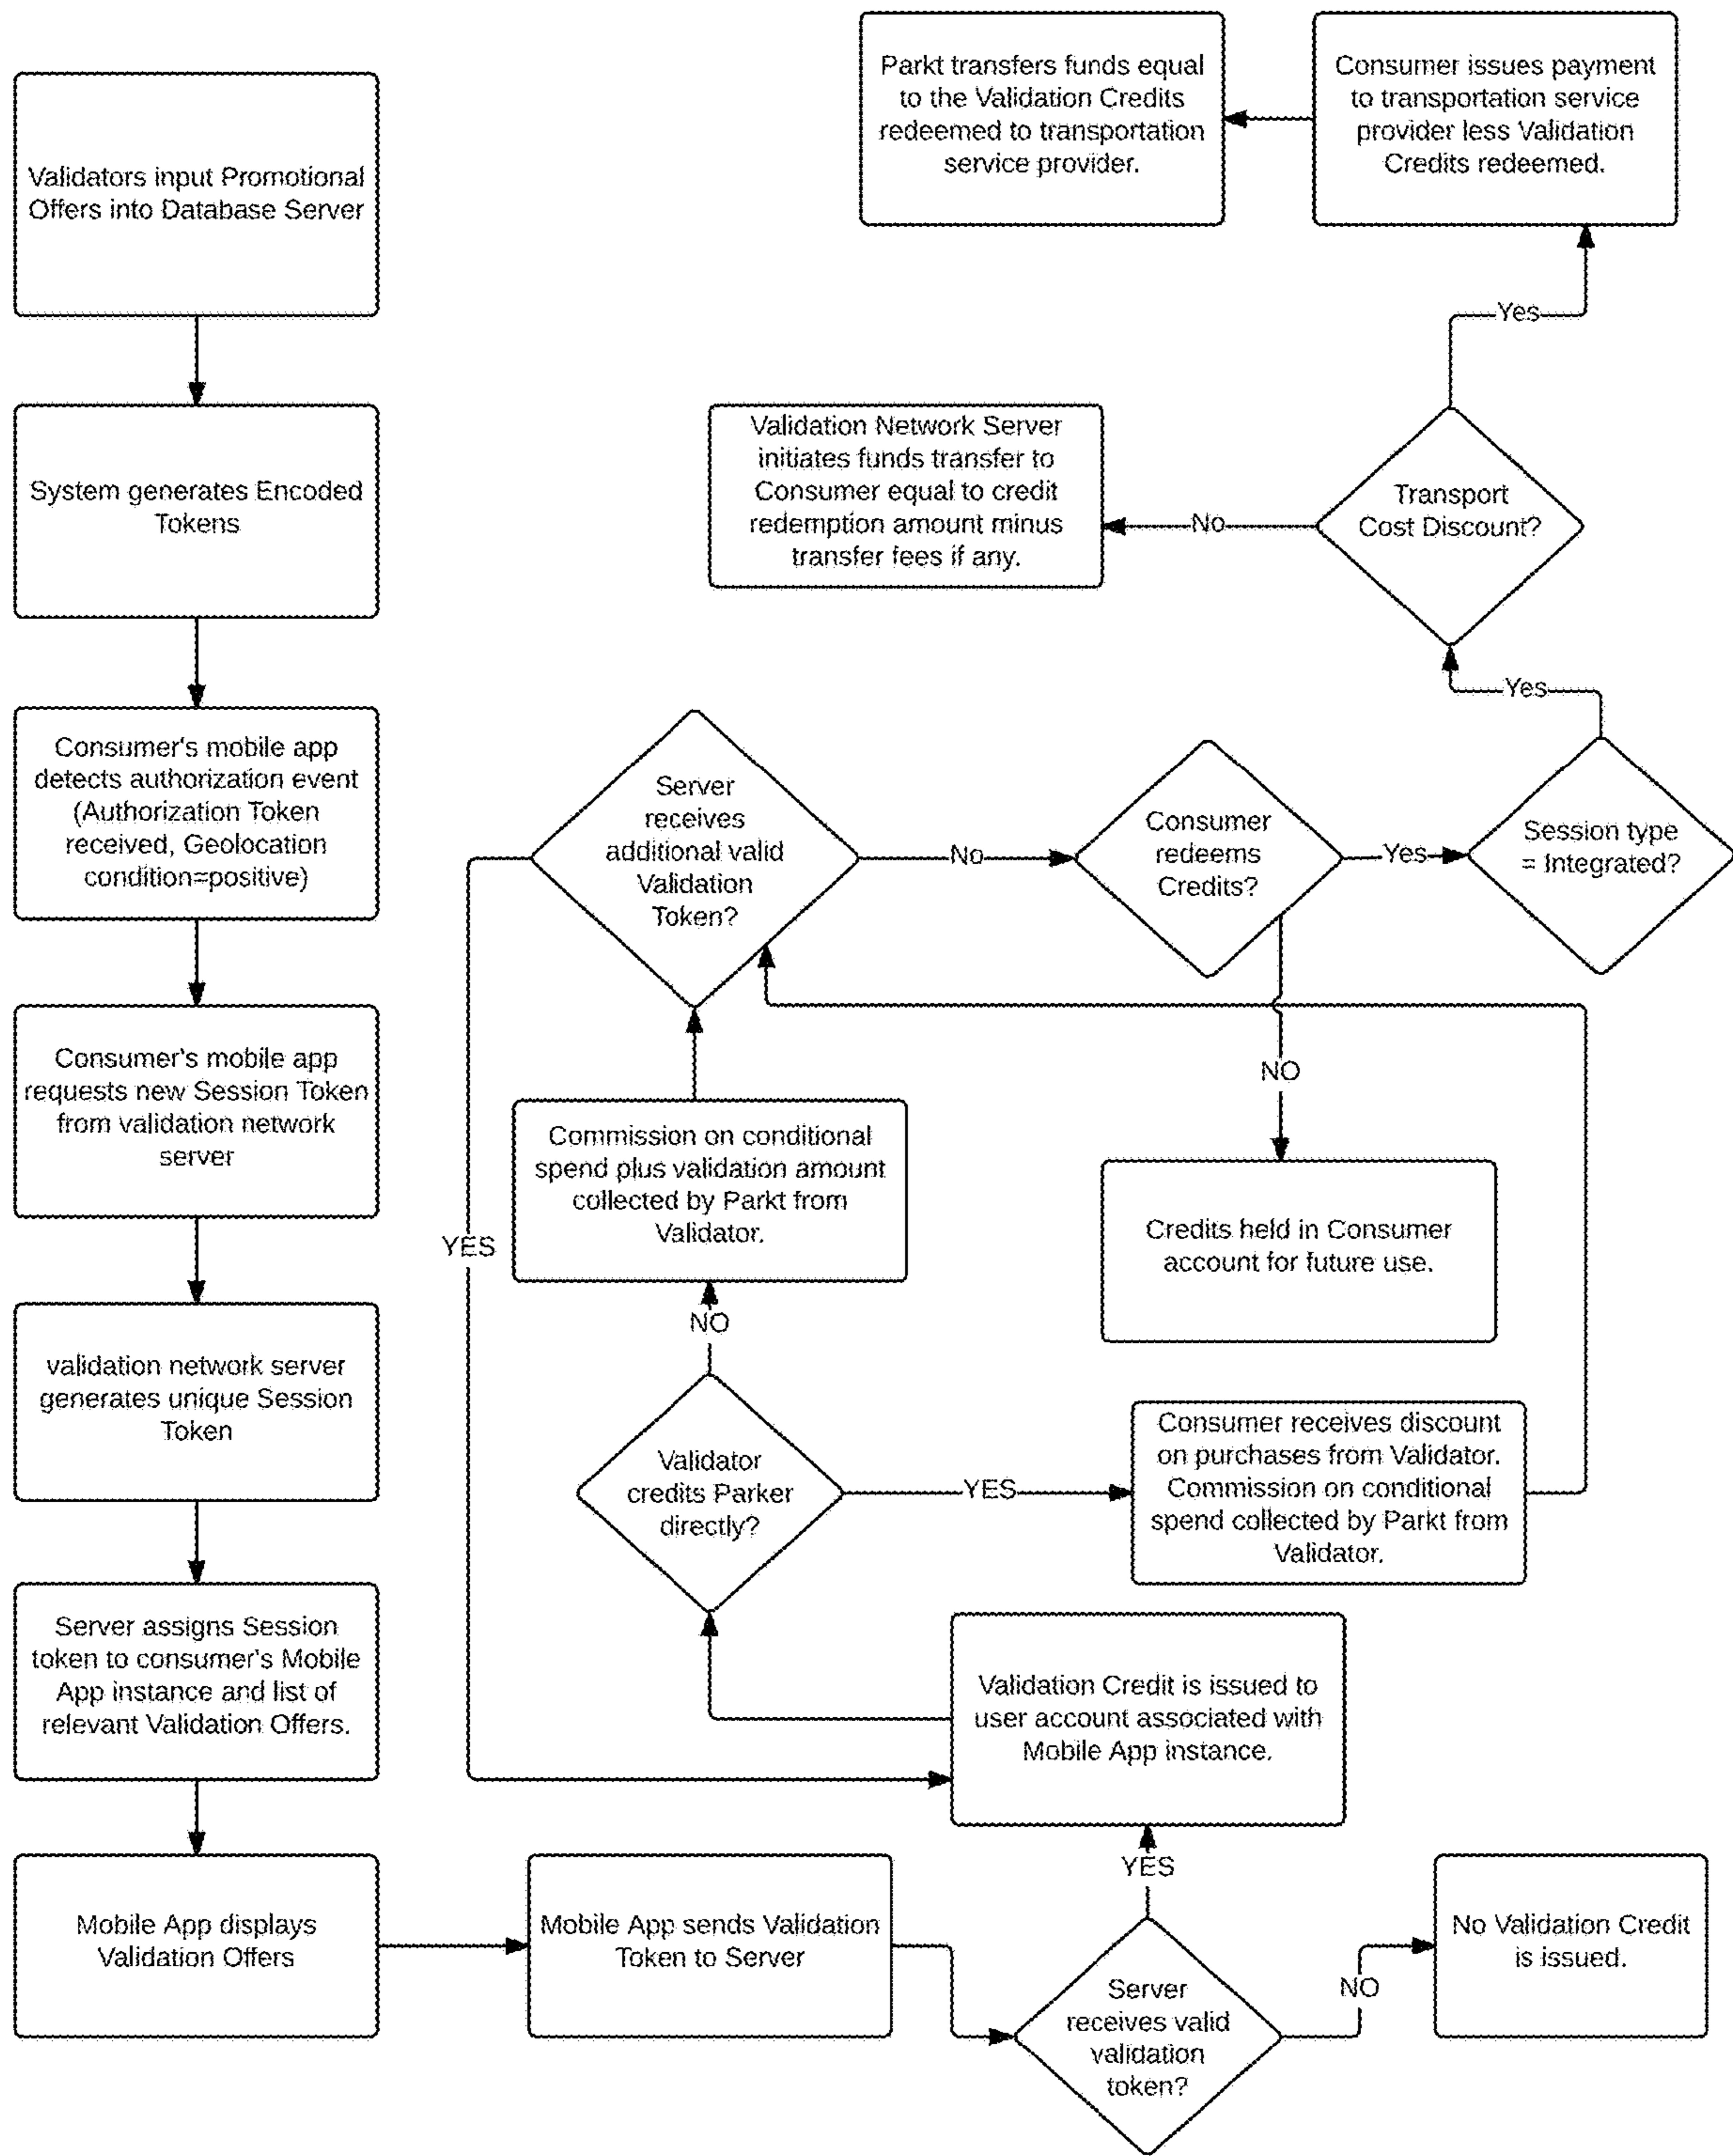 Validators input Promotional
Offers into Database Server
System generates Encoded
Tokens
Consumer's mobile app
detects authorization event
(Authorization Token
received, Geolocation
condition=positive)
Consumer's mobile app
requests new Session Token
from validation network
server
validation network server
generates unique Session
Token
Server assigns Session
token to consumer's Mobile
App instance and list of
relevant Validation Offers.
Mobile App displays
Validation Offers
Mobile App sends Validation
Token to Server
Server
receives valid
validation
token?
NO
No Validation Credit
is issued.
YES
Validation Credit is issued to
user account associated with
Mobile App instance.
Validator
credits Parker
directly?
YES
Consumer receives discount
on purchases from Validator.
Commission on conditional
spend collected by Parkt from
Validator.
NO
Commission on conditional
spend plus validation amount
collected by Parkt from
Validator.
Server
receives
additional valid
Validation
Token?
YES
No
Consumer
redeems
Credits?
NO
Credits held in Consumer
account for future use.
Yes
Session type
= Integrated?
Yes
Transport
Cost Discount?
No
Validation Network Server
initiates funds transfer to
Consumer equal to credit
redemption amount minus
transfer fees if any.
Yes
Consumer issues payment
to transportation service
provider less Validation
Credits redeemed.
Parkt transfers funds equal
to the Validation Credits
redeemed to transportation
service provider.